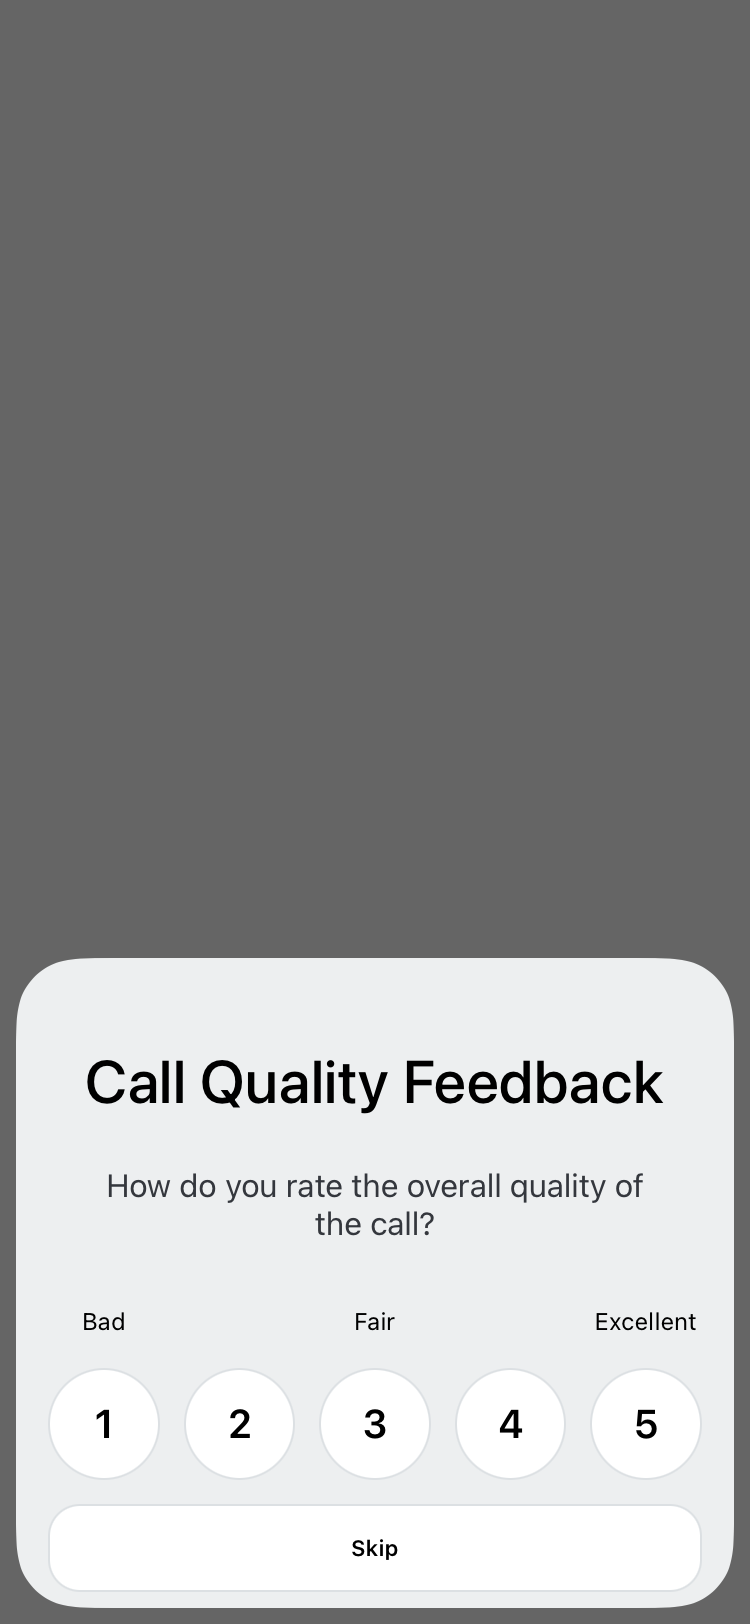 Call Quality Feedback
How do you rate the overall quality of
the call?
Bad Fair Excellent
1 2 3 4 5
Skip